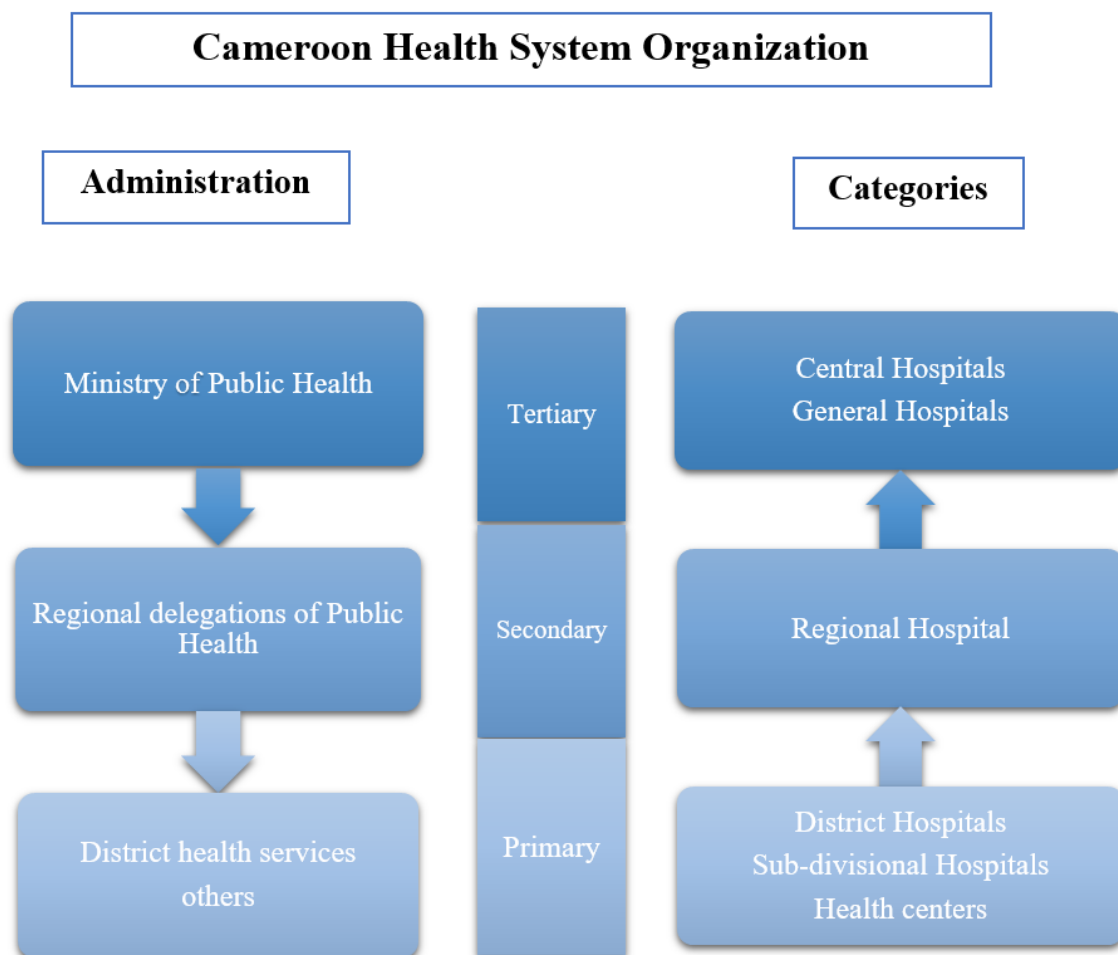 Cameroon Health System Organization
Administration
Categories
Ministry of Public Health
Tertiary
Central Hospitals
General Hospitals
Regional delegations of Public
Health
Secondary
Regional Hospital
District health services
others
Primary
District Hospitals
Sub-divisional Hospitals
Health centers